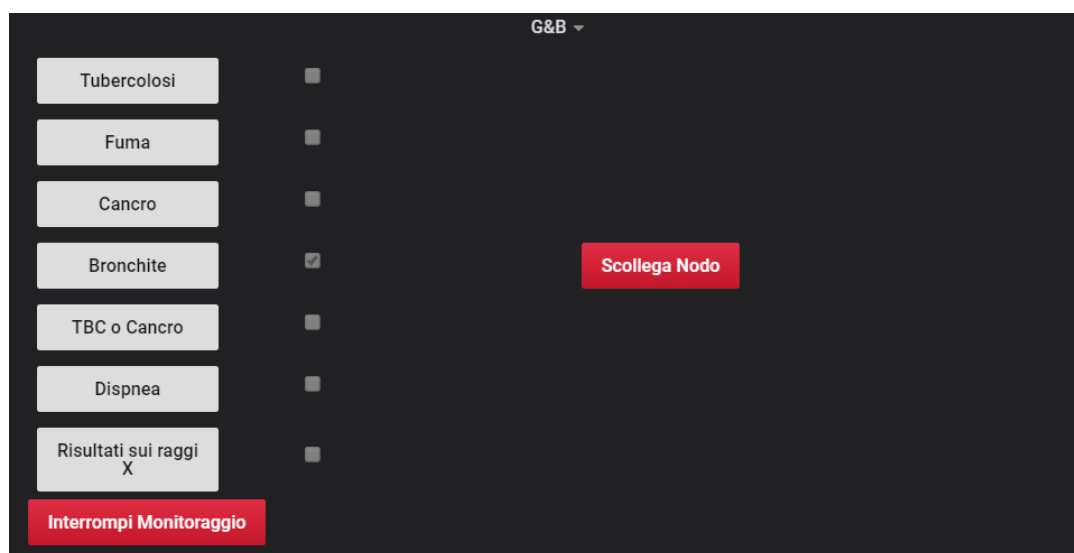 G&B
Tubercolosi
Fuma
Cancro
Bronchite
Scollega Nodo
TBC o Cancro
Dispnea
Risultati sui raggi
X
Interrompi Monitoraggio